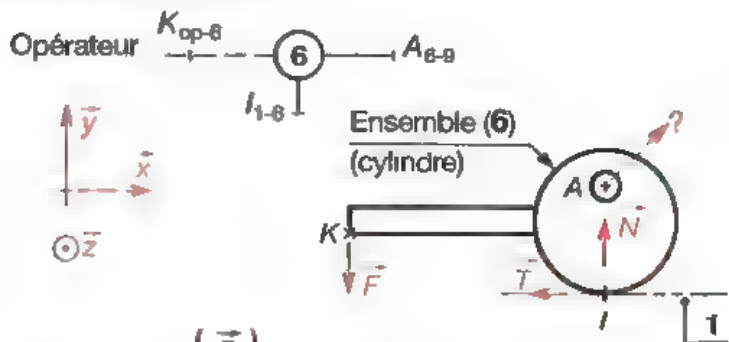 K_op-6
Opérateur
6
A_6-9
I_1-6
y⃗
x⃗
z⃗
Ensemble (6)
(cylindre)
?
A
K
N⃗
F⃗
T⃗
I
1